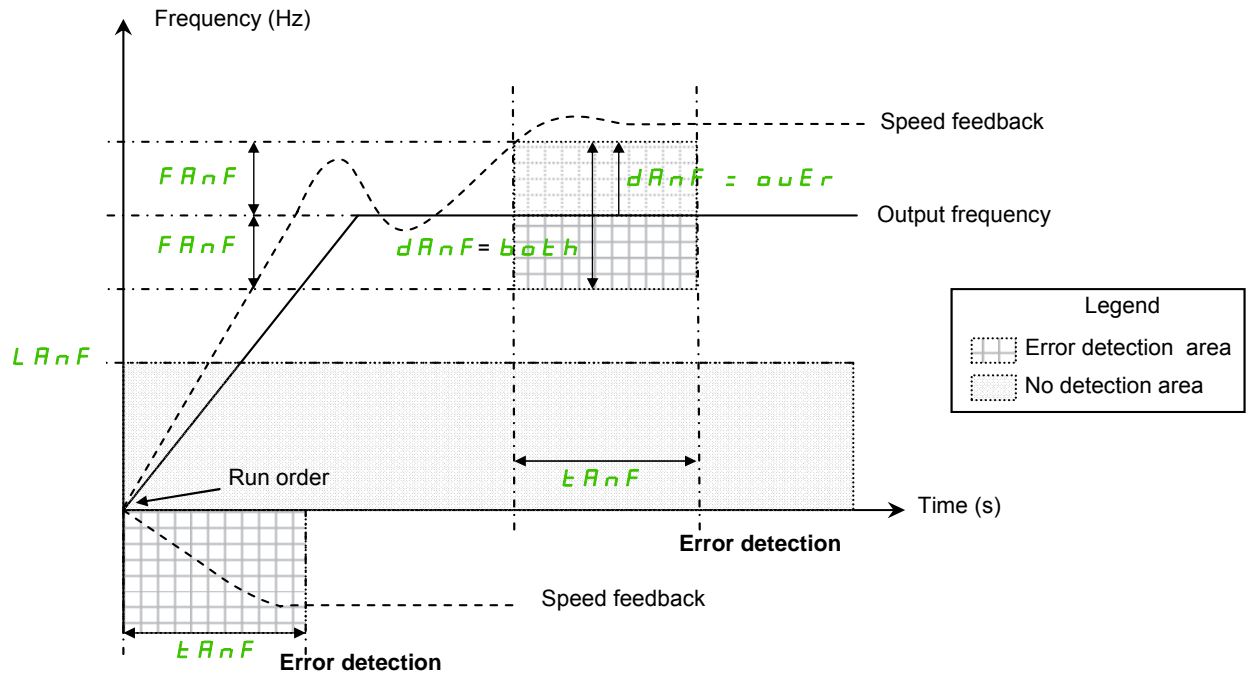 Frequency (Hz)
Speed feedback
FAnF
dAnF = ovEr
Output frequency
FAnF
dAnF = both
Legend
Error detection area
No detection area
LAnF
Run order
tAnF
Time (s)
Error detection
Speed feedback
tAnF
Error detection